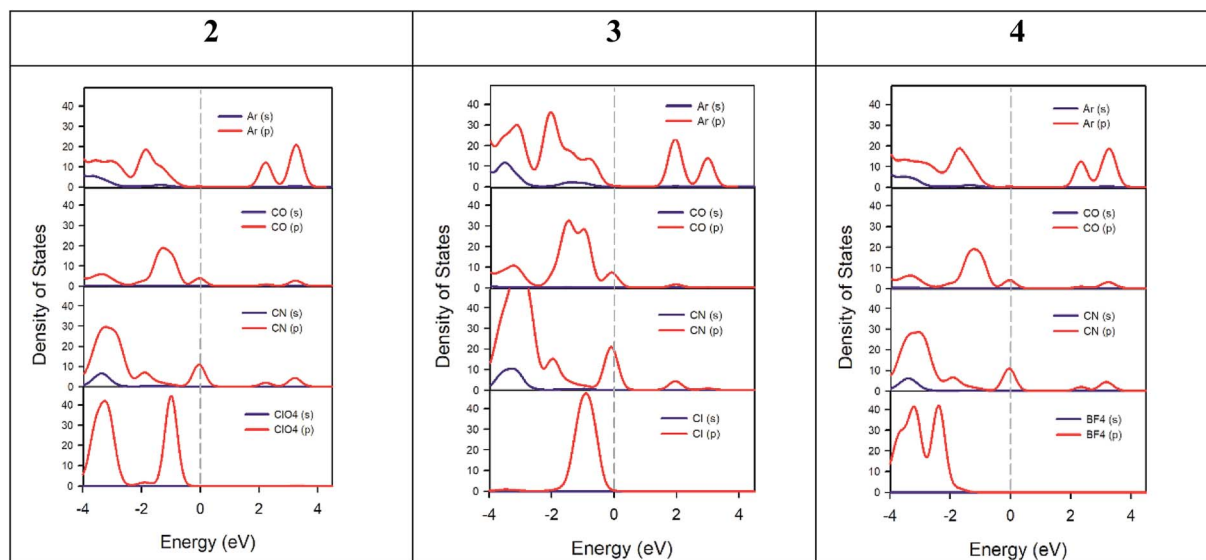 2
3
4
Density of States
40
30
20
10
0
Ar (s)
Ar (p)
40
30
20
10
0
CO (s)
CO (p)
40
30
20
10
0
CN (s)
CN (p)
40
30
20
10
0
ClO4 (s)
ClO4 (p)
-4 -2 0 2 4
Energy (eV)
Density of States
40
30
20
10
0
Ar (s)
Ar (p)
40
30
20
10
0
CO (s)
CO (p)
40
30
20
10
0
CN (s)
CN (p)
40
30
20
10
0
Cl (s)
Cl (p)
-4 -2 0 2 4
Energy (eV)
Density of States
40
30
20
10
0
Ar (s)
Ar (p)
40
30
20
10
0
CO (s)
CO (p)
40
30
20
10
0
CN (s)
CN (p)
40
30
20
10
0
BF4 (s)
BF4 (p)
-4 -2 0 2 4
Energy (eV)